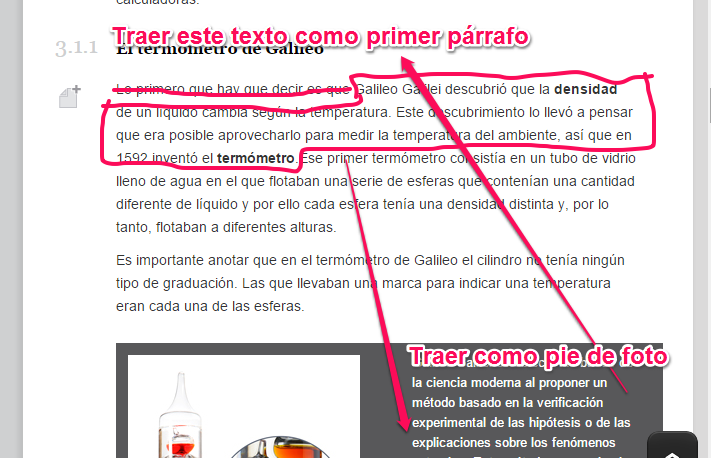 calculadoras.
Traer este texto como primer párrafo
3.1.1 El termómetro de Galileo
Lo primero que hay que decir es que Galileo Galilei descubrió que la densidad
de un líquido cambia según la temperatura. Este descubrimiento lo llevó a pensar
que era posible aprovecharlo para medir la temperatura del ambiente, así que en
1592 inventó el termómetro. Ese primer termómetro consistía en un tubo de vidrio
lleno de agua en el que flotaban una serie de esferas que contenían una cantidad
diferente de líquido y por ello cada esfera tenía una densidad distinta y, por lo
tanto, flotaban a diferentes alturas.
Es importante anotar que en el termómetro de Galileo el cilindro no tenía ningún
tipo de graduación. Las que llevaban una marca para indicar una temperatura
eran cada una de las esferas.
Traer como pie de foto
la ciencia moderna al proponer un
método basado en la verificación
experimental de las hipótesis o de las
explicaciones sobre los fenómenos